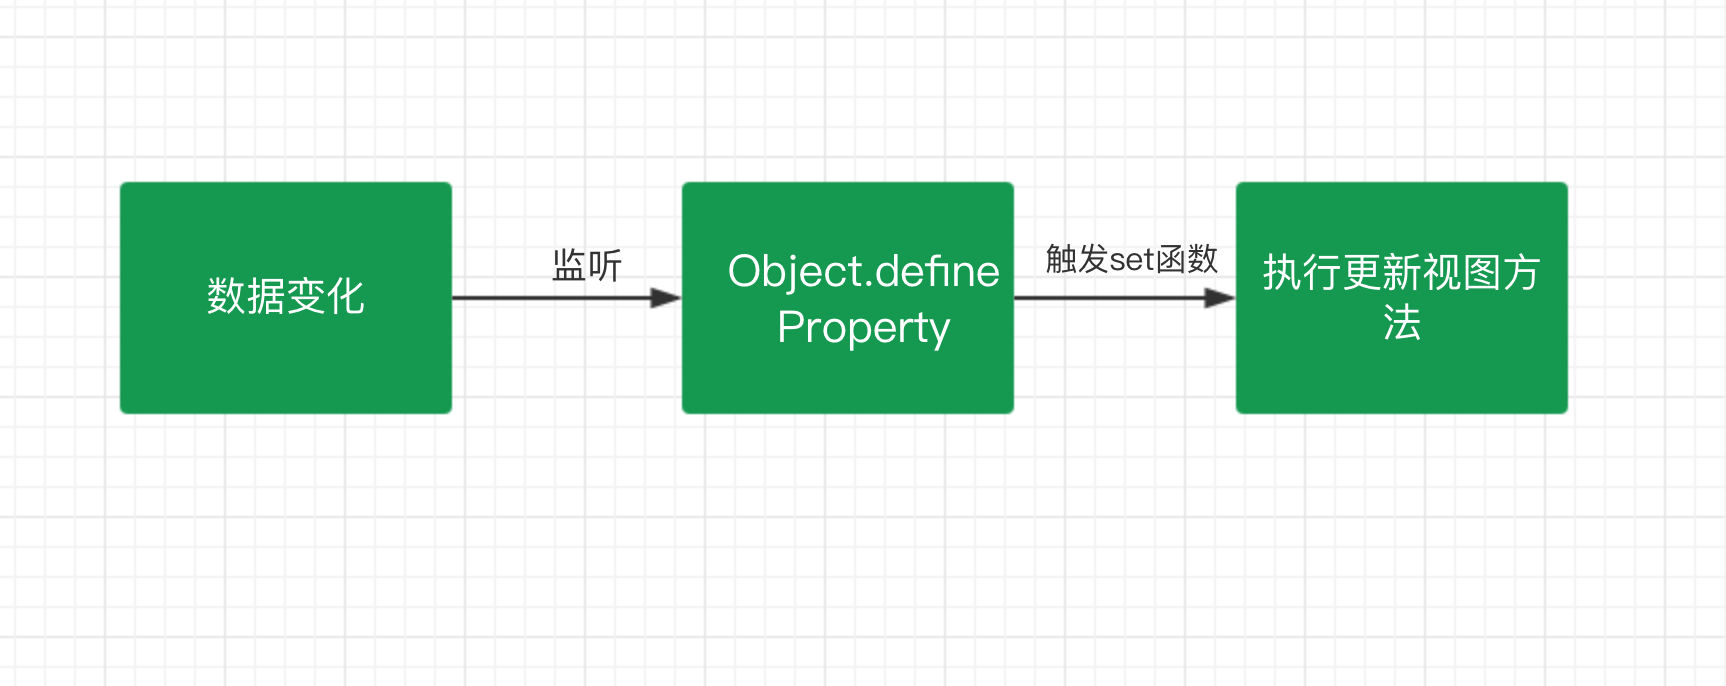 数据变化
监听
Object.define
Property
触发set函数
执行更新视图方
法